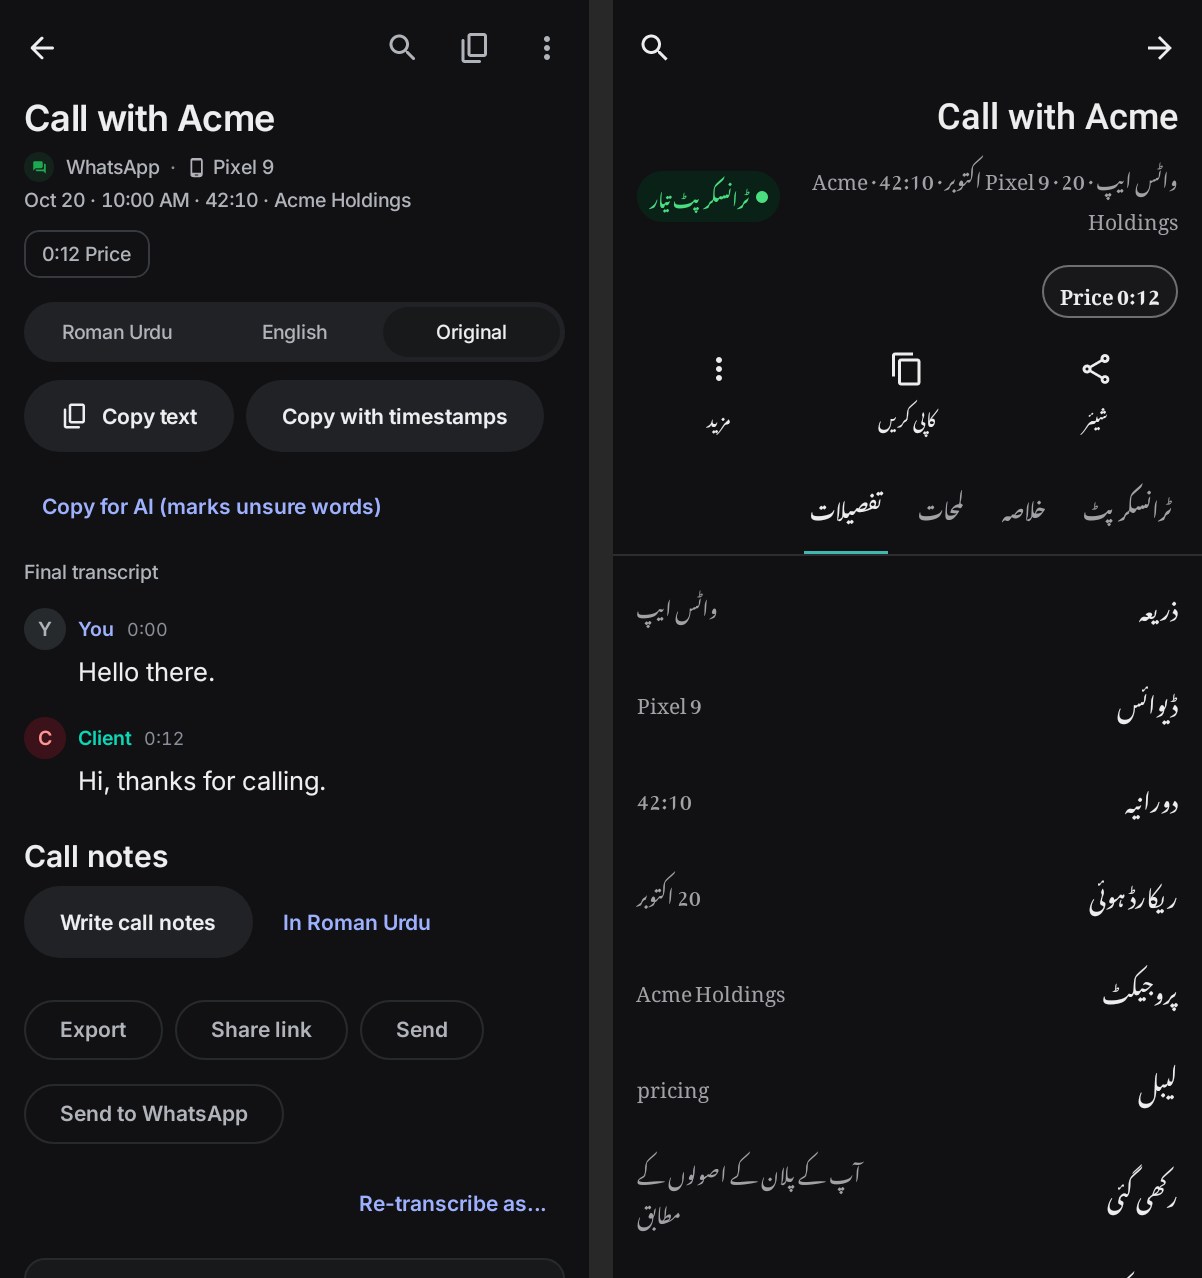 Call with Acme
WhatsApp · Pixel 9
Oct 20 · 10:00 AM · 42:10 · Acme Holdings
0:12 Price
Roman Urdu English Original
Copy text Copy with timestamps
Copy for AI (marks unsure words)
Final transcript
Y You 0:00
Hello there.
C Client 0:12
Hi, thanks for calling.
Call notes
Write call notes In Roman Urdu
Export Share link Send
Send to WhatsApp
Re-transcribe as...
Call with Acme
واٹس ایپ · Pixel 9 · 20 اکتوبر · 42:10 · Acme
Holdings
ٹرانسکرپٹ تیار
Price 0:12
شیئر کاپی کریں مزید
ٹرانسکرپٹ خلاصہ لمحات تفصیلات
ذریعہ واٹس ایپ
ڈیوائس Pixel 9
دورانیہ 42:10
ریکارڈ ہوئی 20 اکتوبر
پروجیکٹ Acme Holdings
لیبل pricing
رکھی گئی آپ کے پلان کے اصولوں کے
مطابق